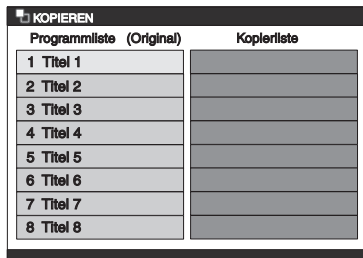 KOPIEREN
Programmliste (Original) Kopierliste
1 Titel 1
2 Titel 2
3 Titel 3
4 Titel 4
5 Titel 5
6 Titel 6
7 Titel 7
8 Titel 8